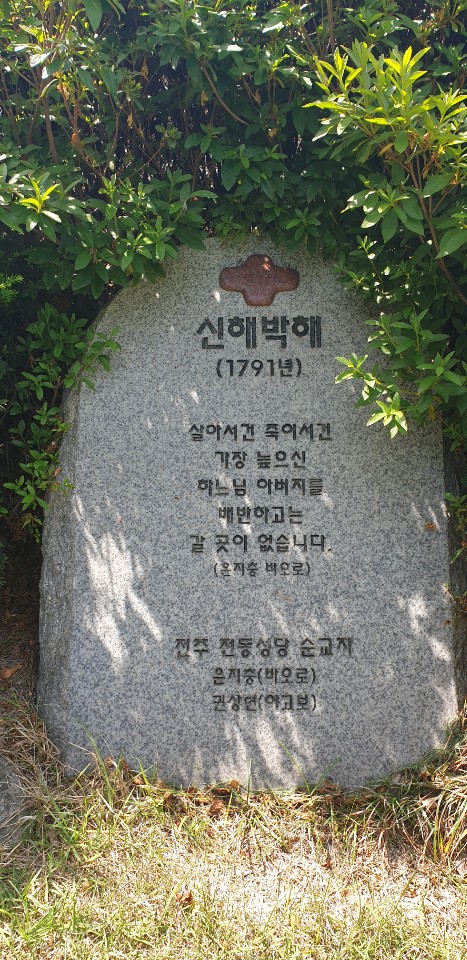 신해박해
(1791년)
살아서건 죽어서건
가장 높으신
하느님 아버지를
배반하고는
갈 곳이 없습니다.
(윤지충 바오로)
전주 전동성당 순교자
윤지충(바오로)
권상연(야고보)